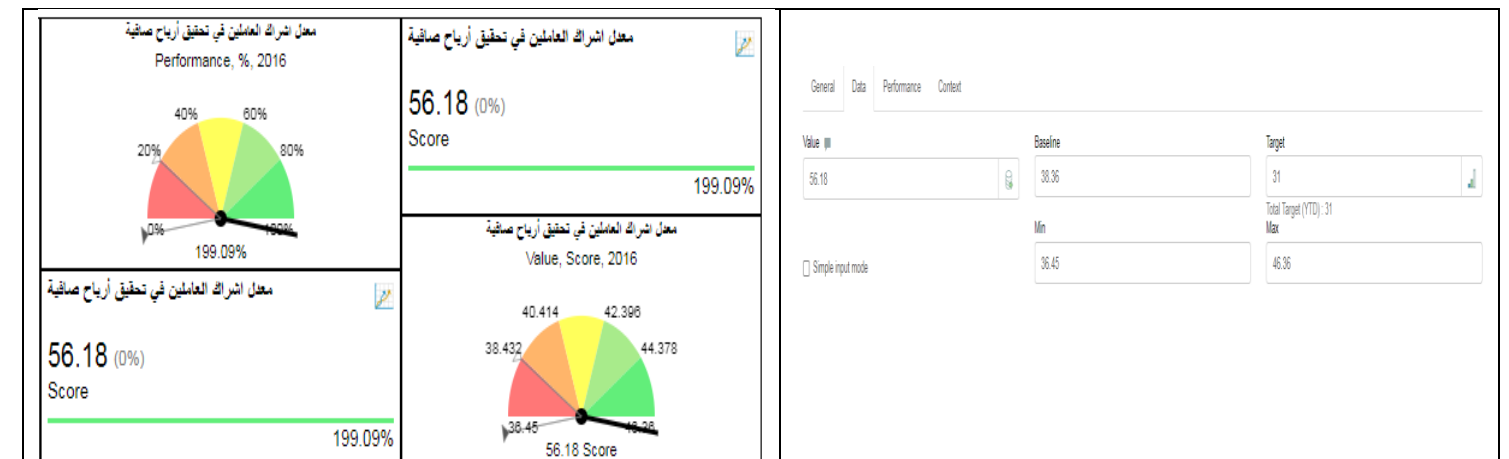 معدل اشراك العاملين في تحقيق أرباح صافية
Performance, %, 2016
40%
60%
20%
80%
0%
100%
199.09%
معدل اشراك العاملين في تحقيق أرباح صافية
56.18 (0%)
Score
199.09%
معدل اشراك العاملين في تحقيق أرباح صافية
56.18 (0%)
Score
199.09%
معدل اشراك العاملين في تحقيق أرباح صافية
Value, Score, 2016
40.414
42.396
38.432
44.378
36.45
56.18 Score
General Data Performance Context
Value Baseline Target
56.18 38.36 31
Total Target (YTD) : 31
Min Max
Simple input mode 36.45 46.36